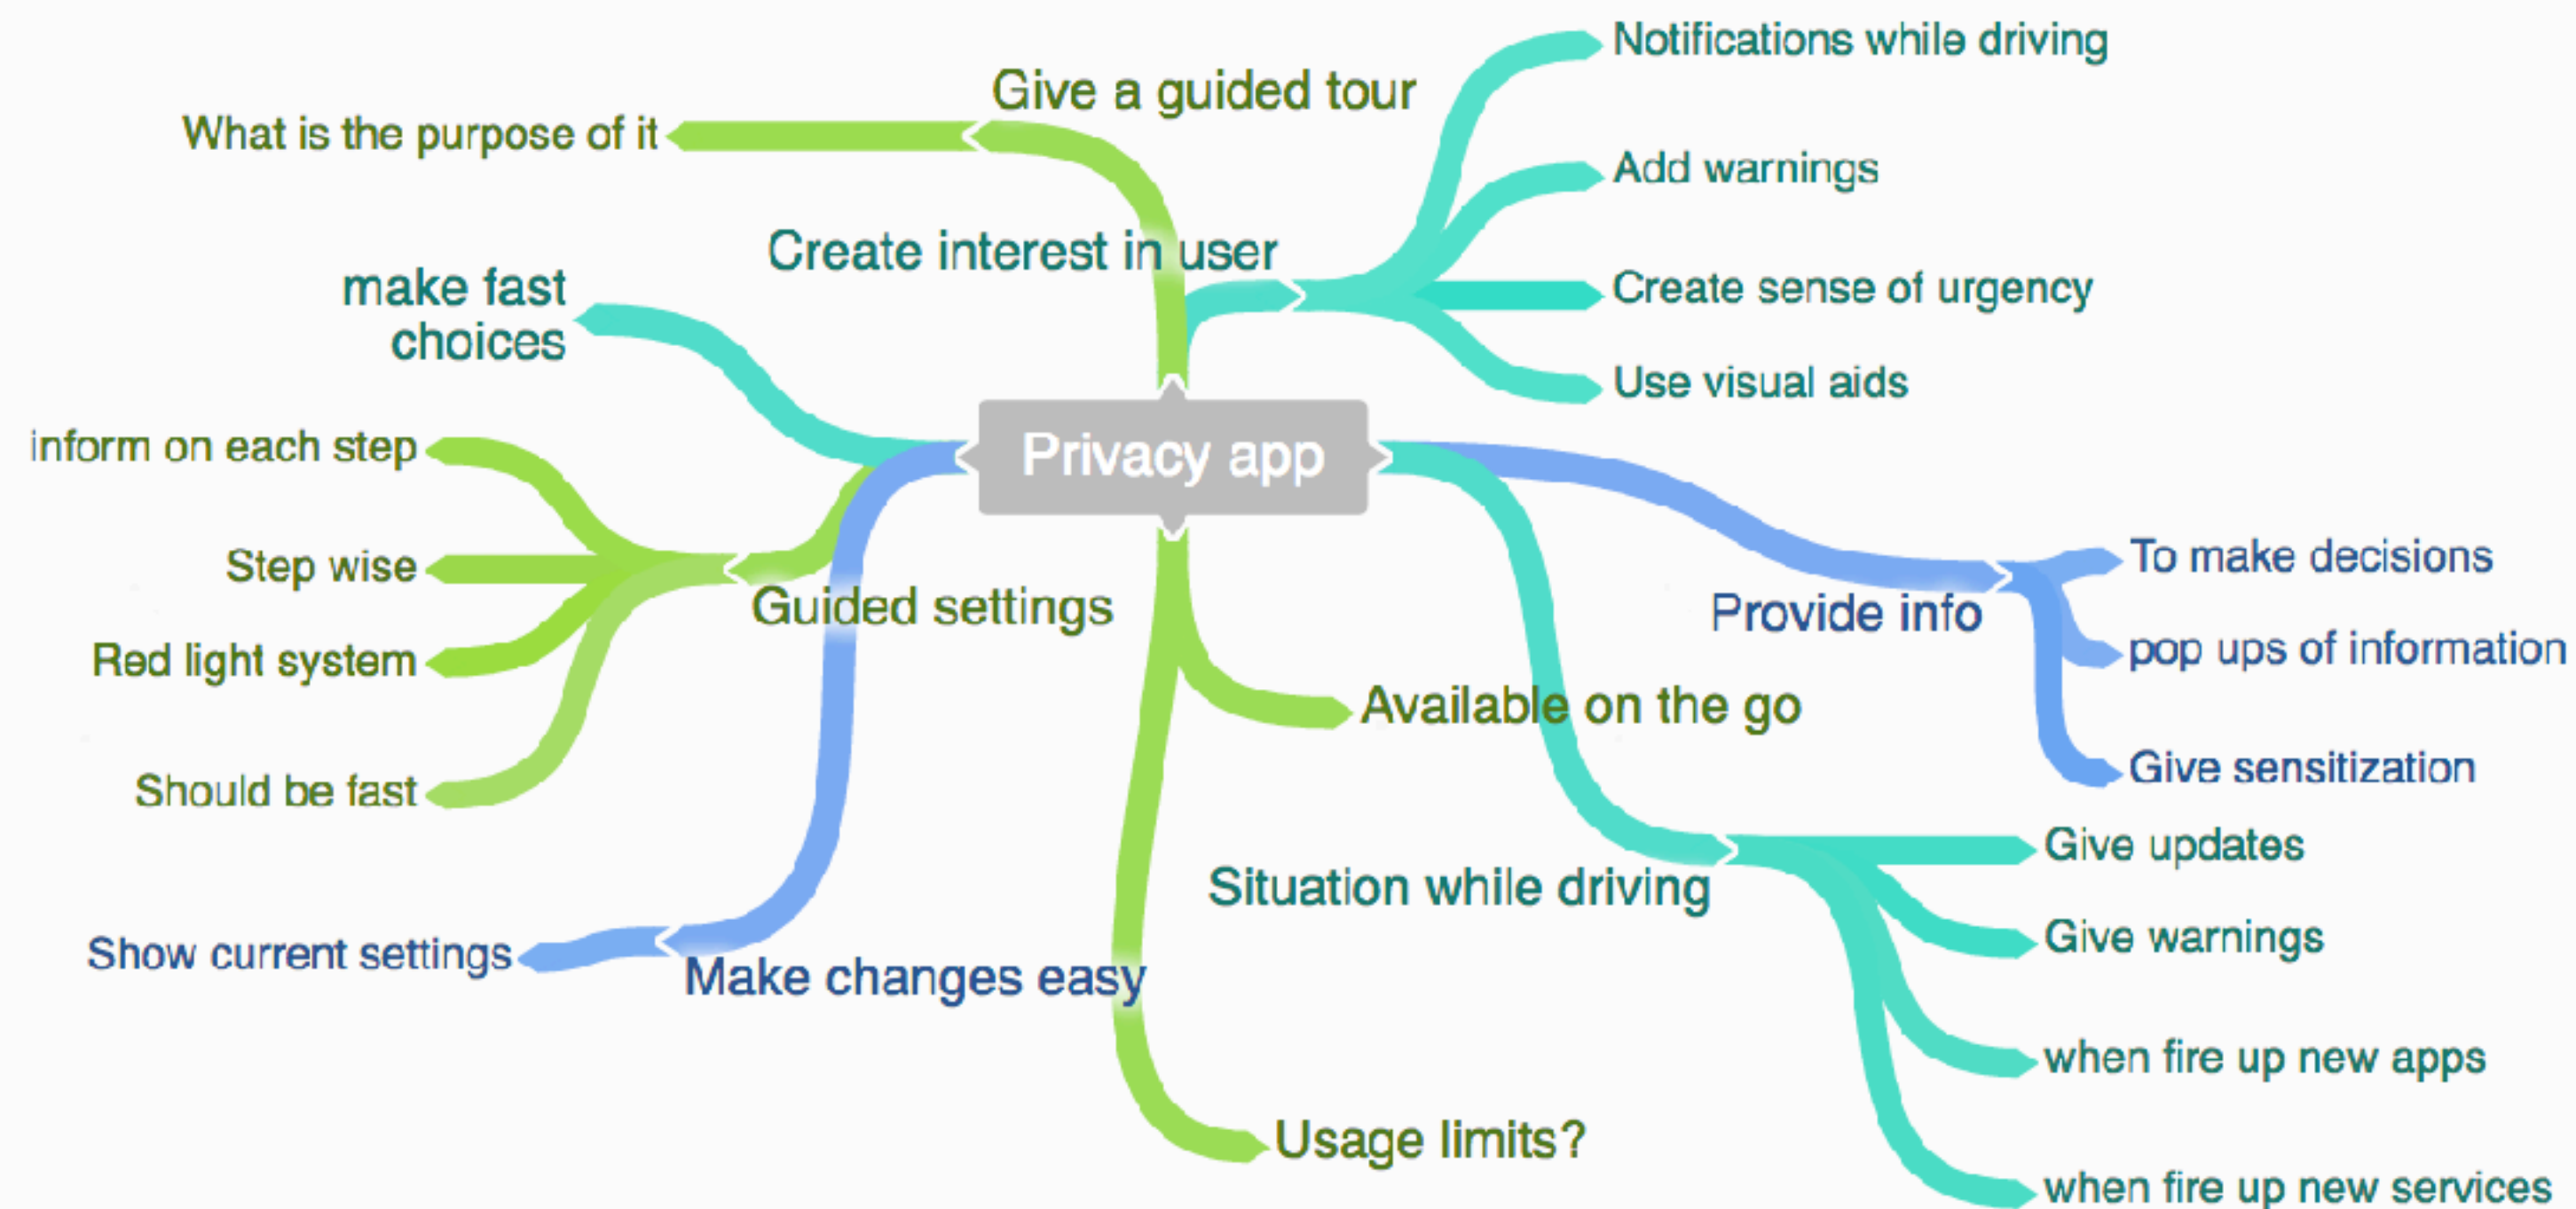 Notifications while driving
Give a guided tour
What is the purpose of it
Add warnings
Create interest in user
make fast
choices
Create sense of urgency
Use visual aids
inform on each step
Privacy app
Step wise
To make decisions
Guided settings
Provide info
pop ups of information
Red light system
Available on the go
Give sensitization
Should be fast
Give updates
Situation while driving
Give warnings
Show current settings
Make changes easy
when fire up new apps
Usage limits?
when fire up new services